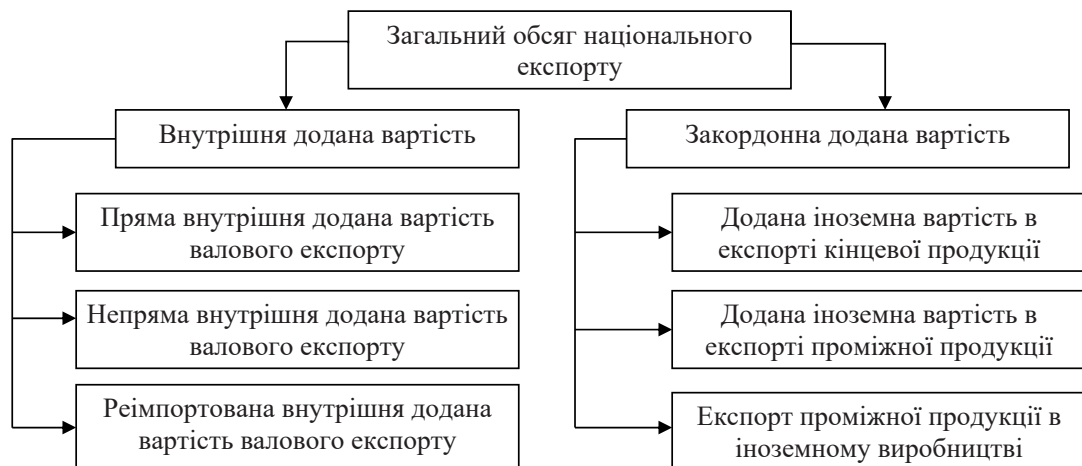 Загальний обсяг національного
експорту
Внутрішня додана вартість
Закордонна додана вартість
Пряма внутрішня додана вартість
валового експорту
Додана іноземна вартість в
експорті кінцевої продукції
Непряма внутрішня додана вартість
валового експорту
Додана іноземна вартість в
експорті проміжної продукції
Реімпортована внутрішня додана
вартість валового експорту
Експорт проміжної продукції в
іноземному виробництві